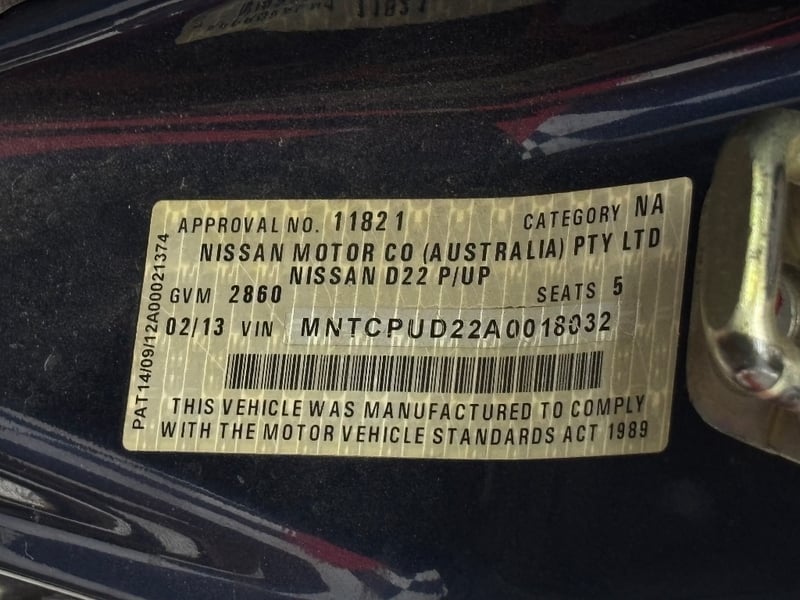 APPROVAL NO. 11821 CATEGORY NA
NISSAN MOTOR CO (AUSTRALIA) PTY LTD
NISSAN D22 P/UP
GVM 2860 SEATS 5
02/13 VIN MNTCPUD22A0018032
THIS VEHICLE WAS MANUFACTURED TO COMPLY
WITH THE MOTOR VEHICLE STANDARDS ACT 1989
PAT14/09/12A00021374